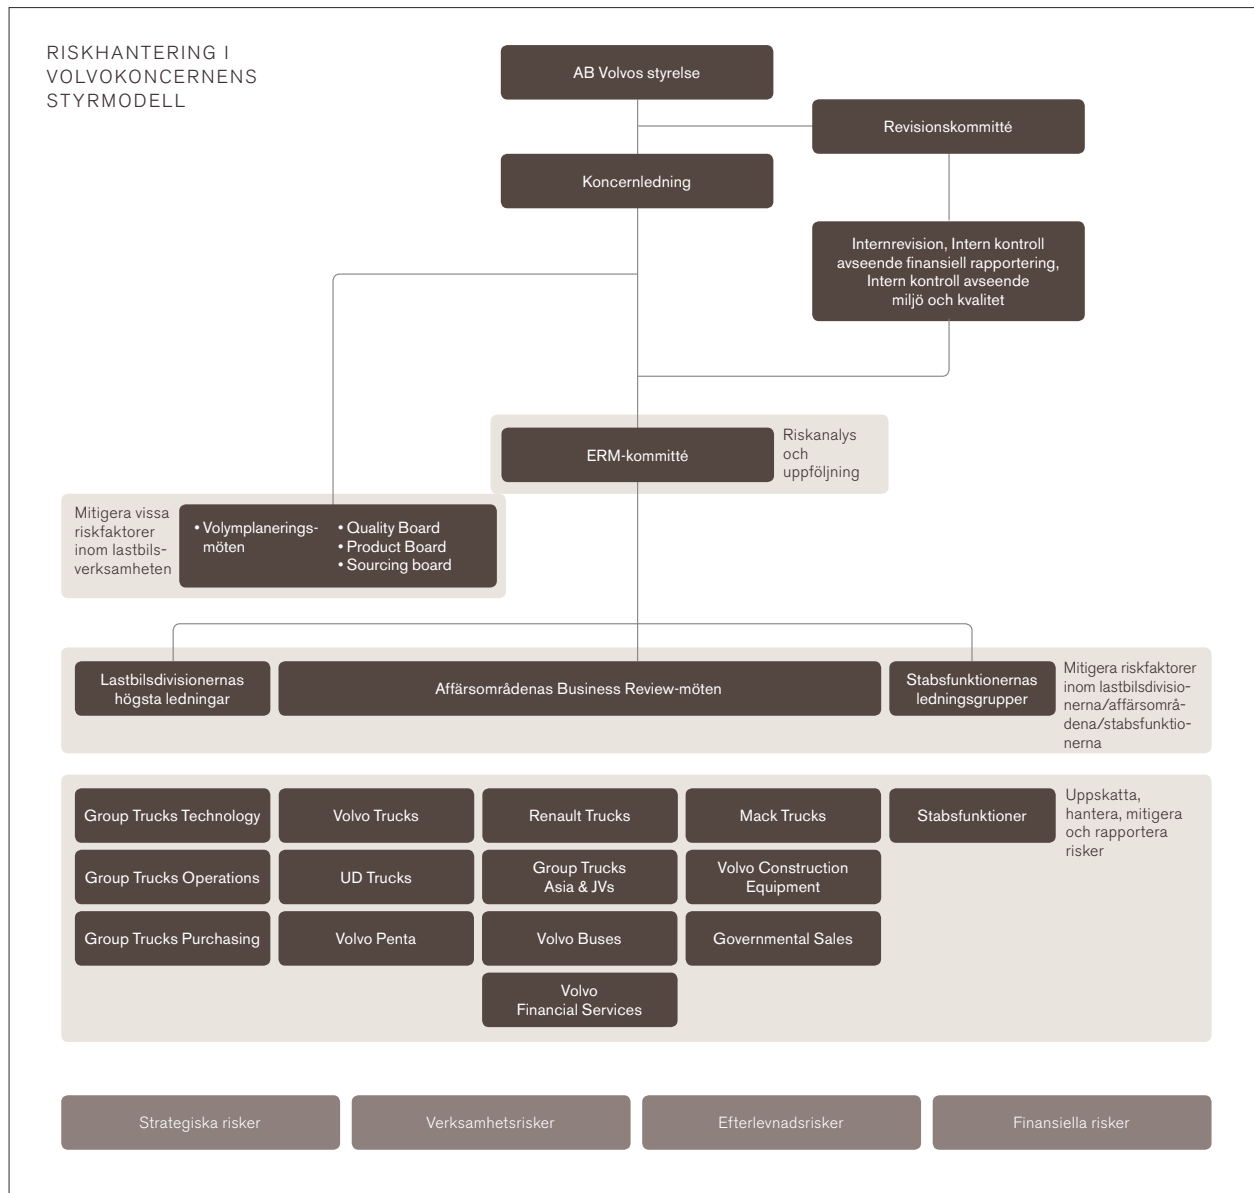 RISKHANTERING I
VOLVOKONCERNENS
STYRMODELL
AB Volvos styrelse
Revisionskommitté
Koncernledning
Internrevision, Intern kontroll
avseende finansiell rapportering,
Intern kontroll avseende
miljö och kvalitet
ERM-kommitté
Riskanalys
och
uppföljning
Mitigera vissa
riskfaktorer
inom lastbils-
verksamheten
• Volymplanerings-
möten
• Quality Board
• Product Board
• Sourcing board
Lastbilsdivisionernas
högsta ledningar
Affärsområdenas Business Review-möten
Stabsfunktionernas
ledningsgrupper
Mitigera riskfaktorer
inom lastbilsdivisio-
nerna/affärsområ-
dena/stabsfunktio-
nerna
Group Trucks Technology
Volvo Trucks
Renault Trucks
Mack Trucks
Stabsfunktioner
Uppskatta,
hantera, mitigera
och rapportera
risker
Group Trucks Operations
UD Trucks
Group Trucks
Asia & JVs
Volvo Construction
Equipment
Group Trucks Purchasing
Volvo Penta
Volvo Buses
Governmental Sales
Volvo
Financial Services
Strategiska risker
Verksamhetsrisker
Efterlevnadsrisker
Finansiella risker